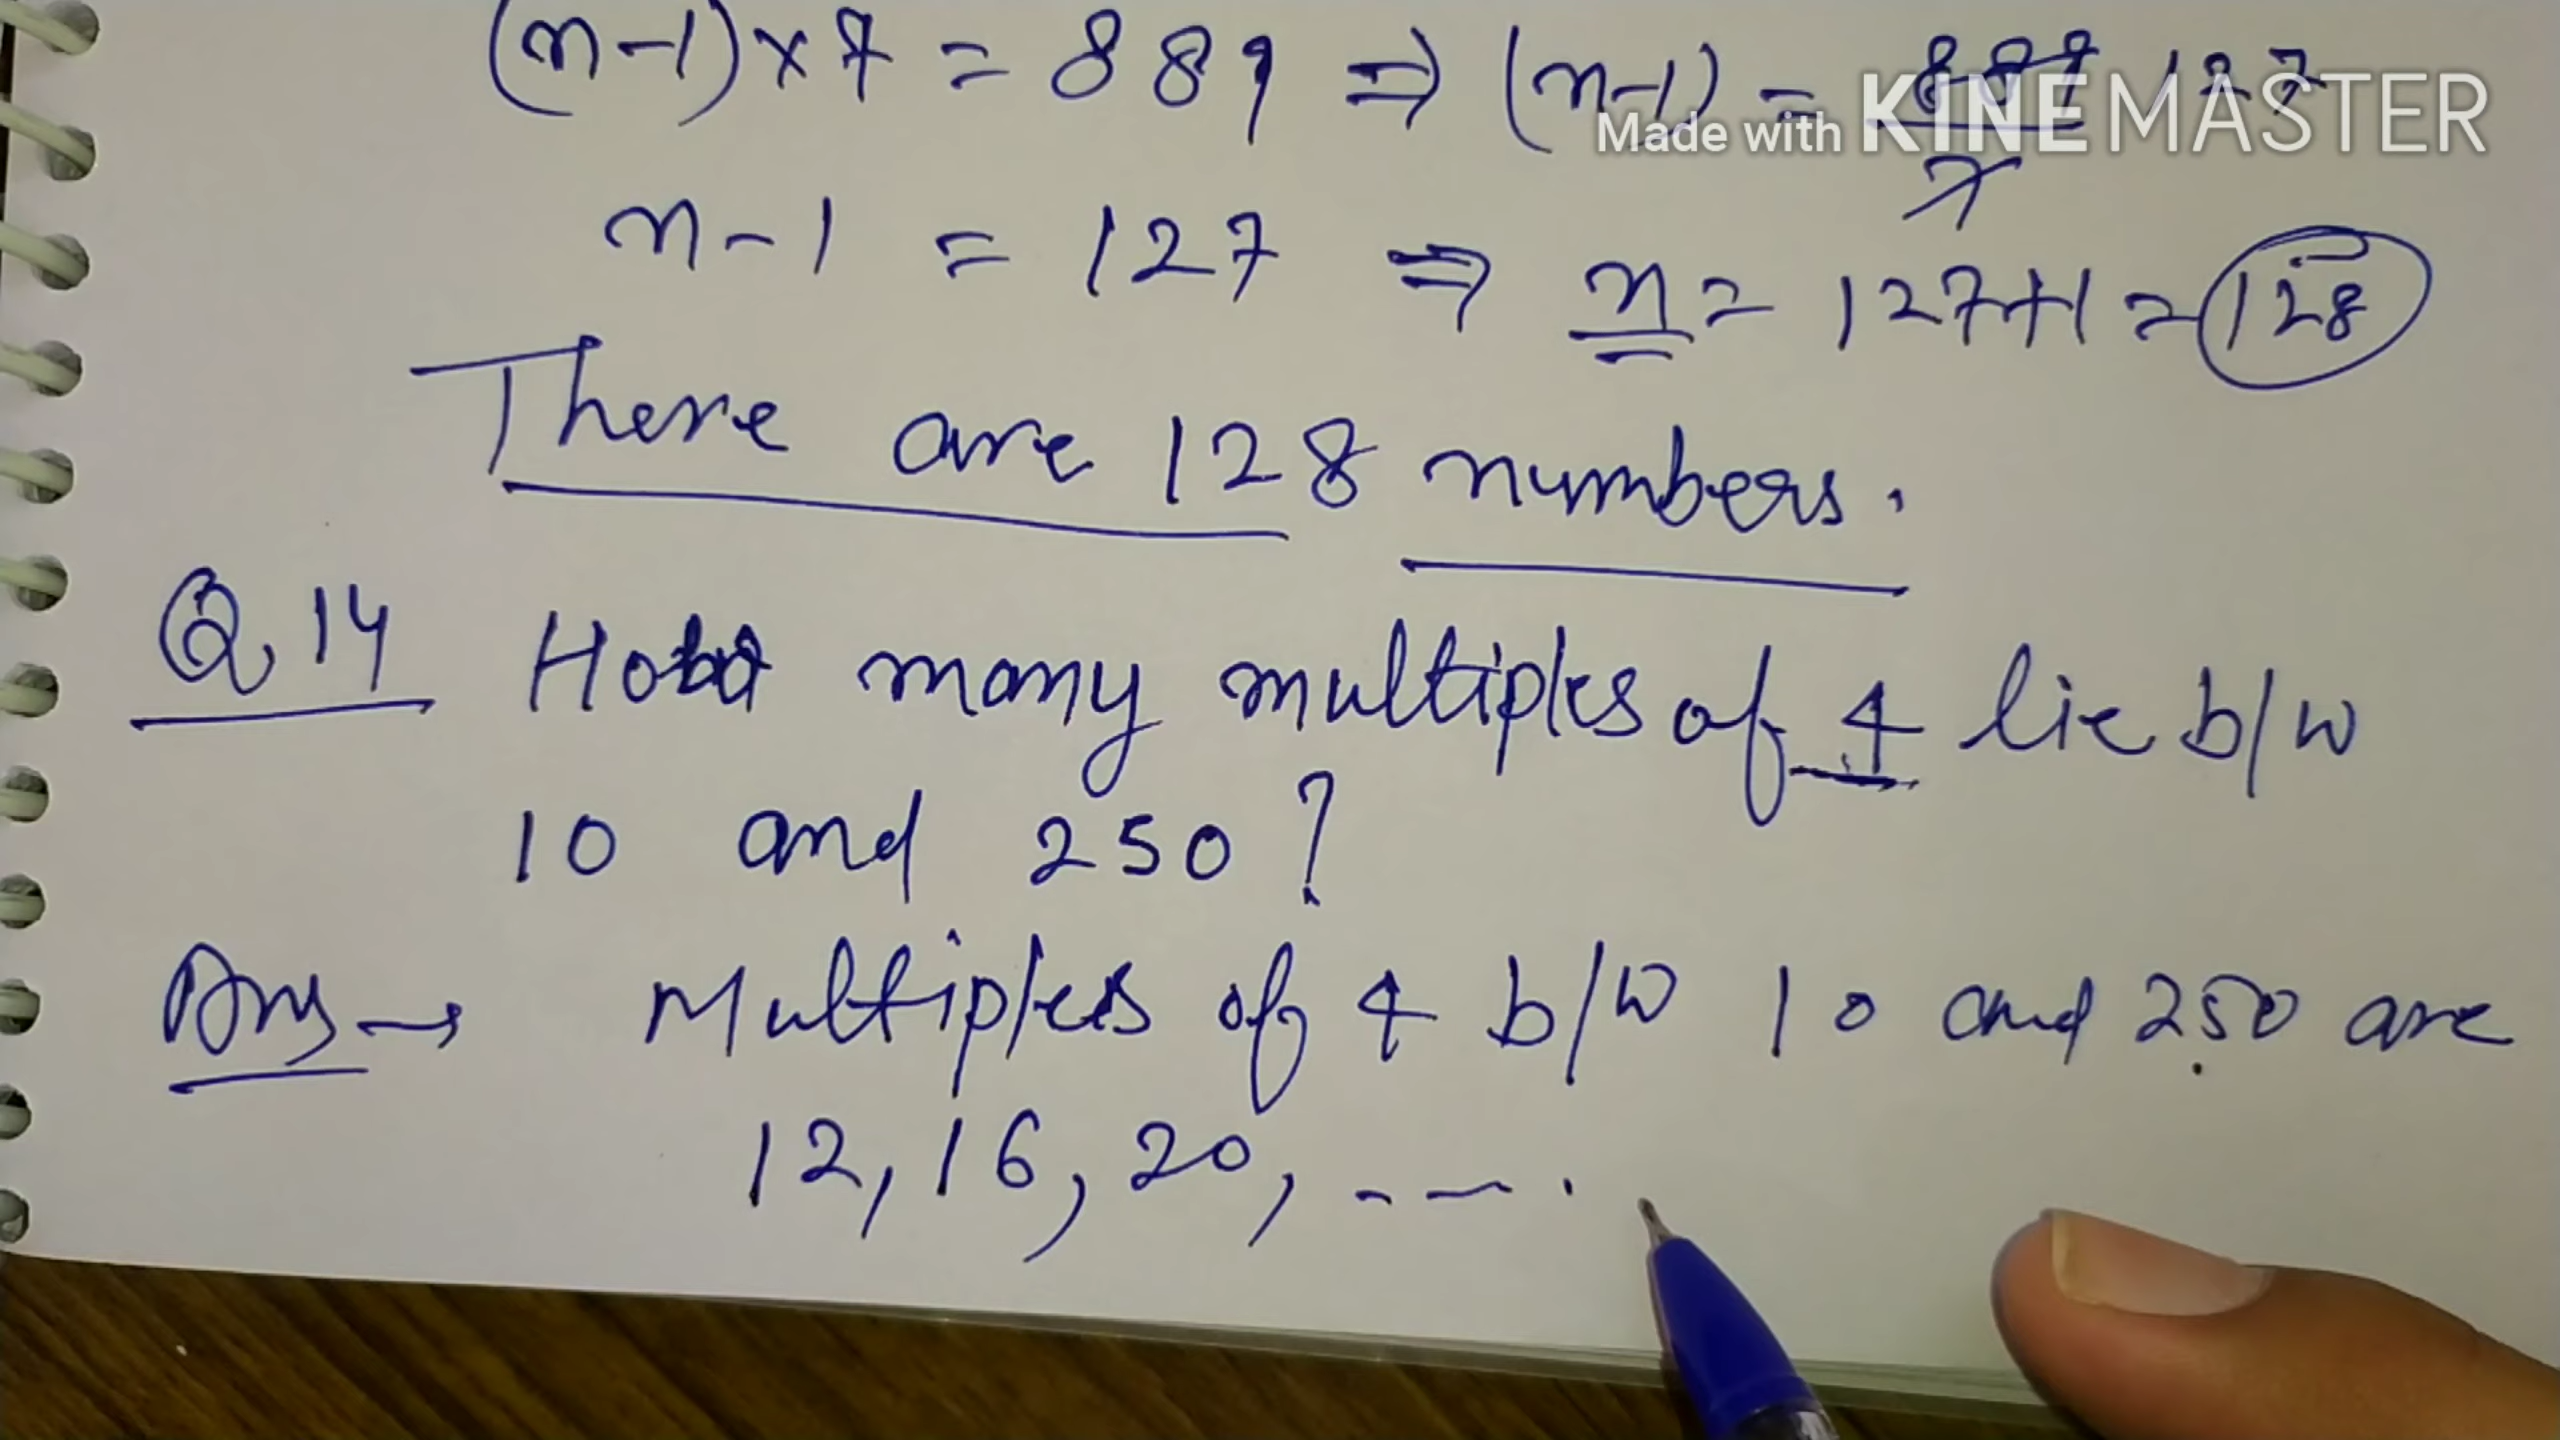 (n-1)×7 = 889 ⇒ (n-1) = 889/7 127
Made with KINEMASTER
n-1 = 127 ⇒ n = 127+1 = 128
There are 128 numbers.
Q.14 How many multiples of 4 lie b/w
10 and 250?
Ans → Multiples of 4 b/w 10 and 250 are
12, 16, 20, ---.